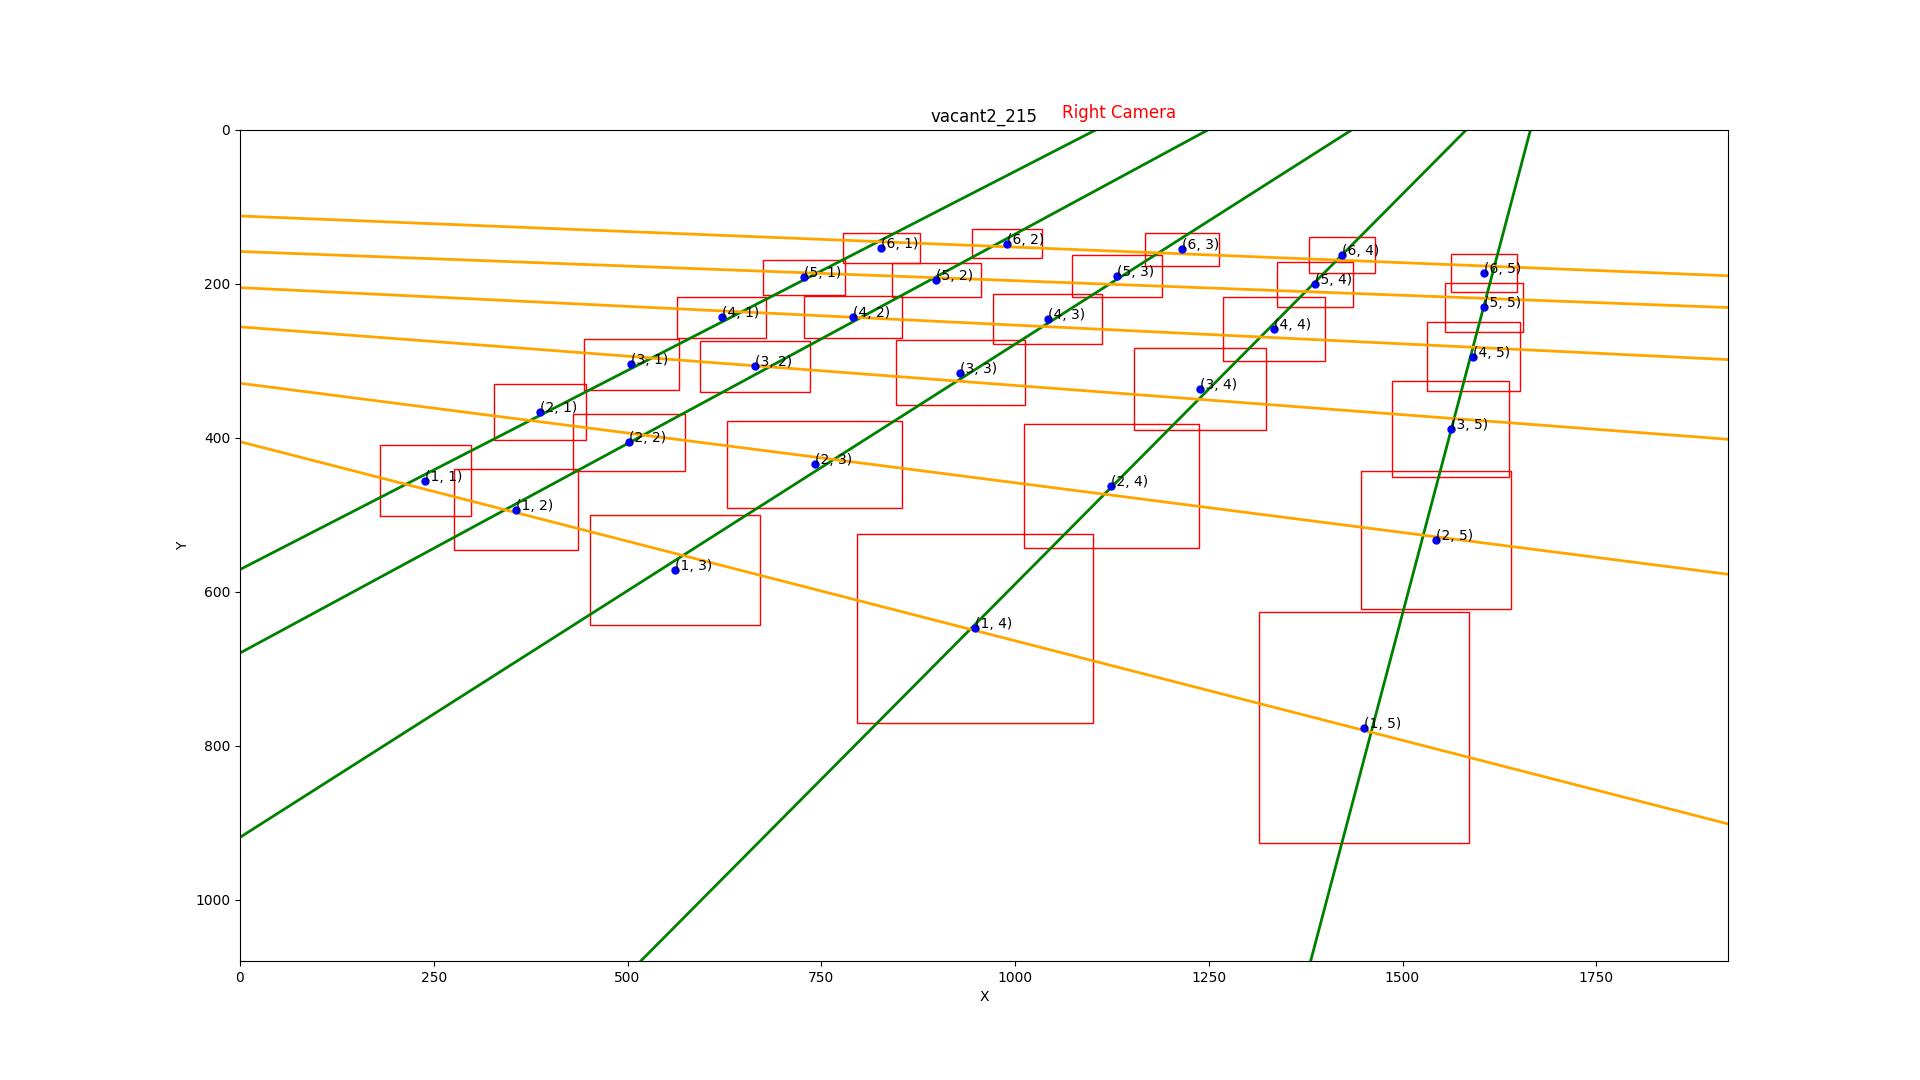 vacant2_215 Right Camera
0
(6, 1) (6, 2) (6, 3) (6, 4) (6, 5)
200
(5, 1) (5, 2) (5, 3) (5, 4) (5, 5)
(4, 1) (4, 2) (4, 3) (4, 4) (4, 5)
(3, 1) (3, 2) (3, 3) (3, 4) (3, 5)
400
(2, 1) (2, 2) (2, 3) (2, 4) (2, 5)
(1, 1) (1, 2) (1, 3) (1, 4) (1, 5)
Y
600
800
1000
0 250 500 750 1000 1250 1500 1750
X